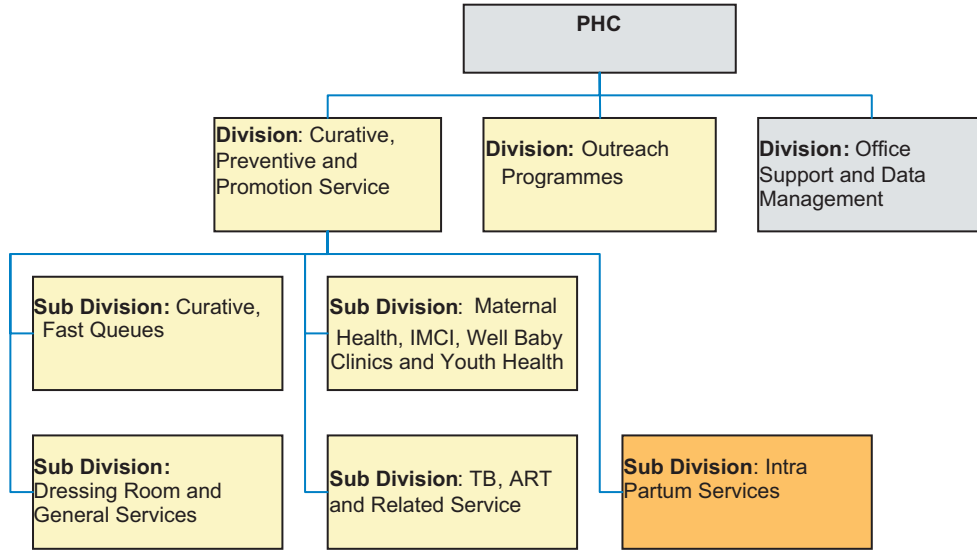 PHC
Division: Curative,
Preventive and
Promotion Service
Division: Outreach
Programmes
Division: Office
Support and Data
Management
Sub Division: Curative,
Fast Queues
Sub Division: Maternal
Health, IMCI, Well Baby
Clinics and Youth Health
Sub Division:
Dressing Room and
General Services
Sub Division: TB, ART
and Related Service
Sub Division: Intra
Partum Services